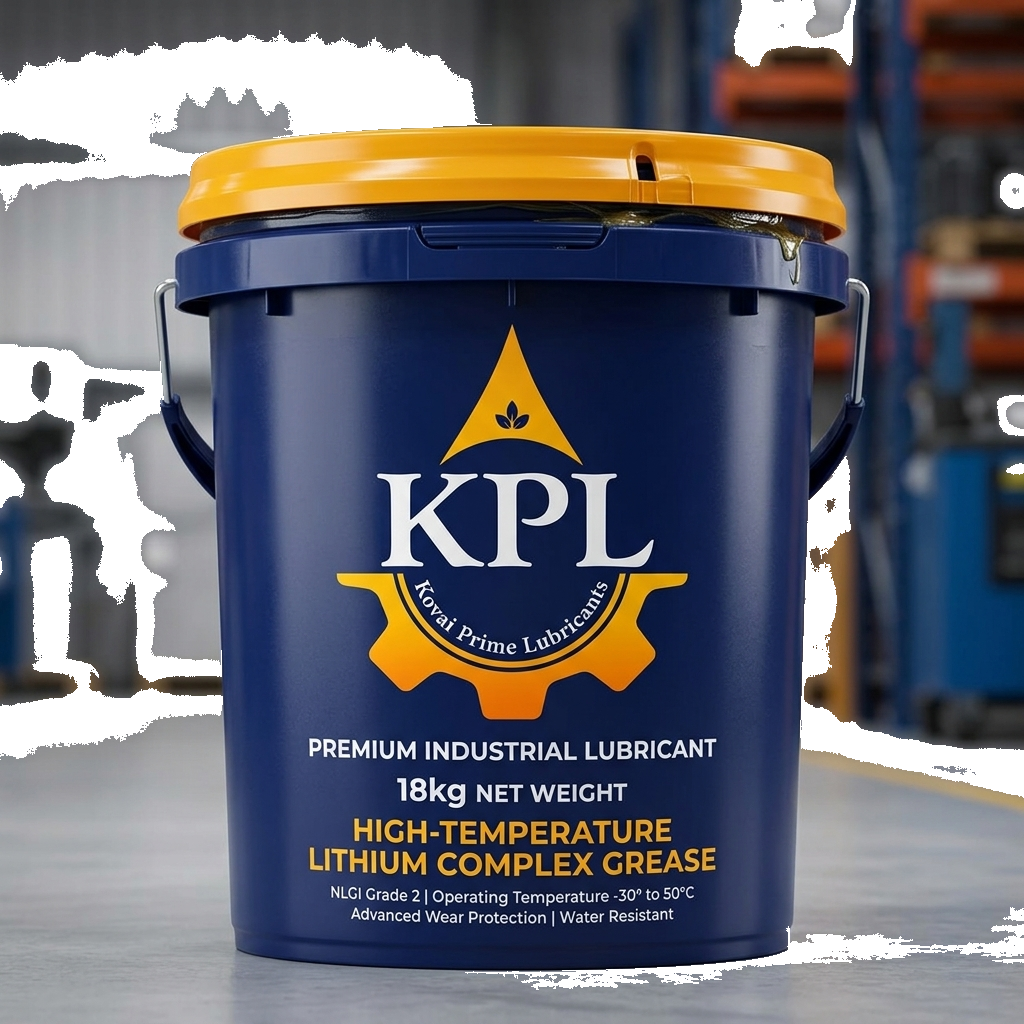 KPL
Kovai Prime Lubricants
PREMIUM INDUSTRIAL LUBRICANT
18kg NET WEIGHT
HIGH-TEMPERATURE
LITHIUM COMPLEX GREASE
NLGI Grade 2 | Operating Temperature -30° to 50°C
Advanced Wear Protection | Water Resistant